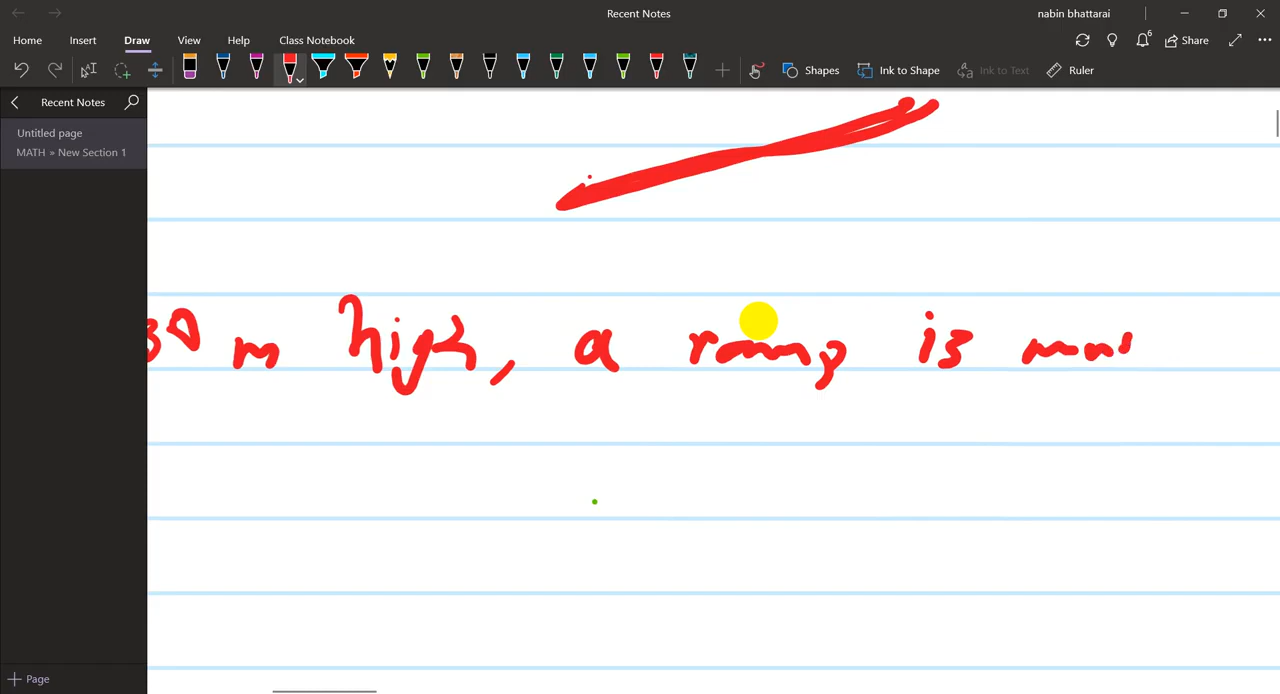 Recent Notes
nabin bhattarai
Home Insert Draw View Help Class Notebook
Share
Shapes
Ink to Shape
Ink to Text
Ruler
Recent Notes
Untitled page
MATH » New Section 1
m high, a ramp is
Page